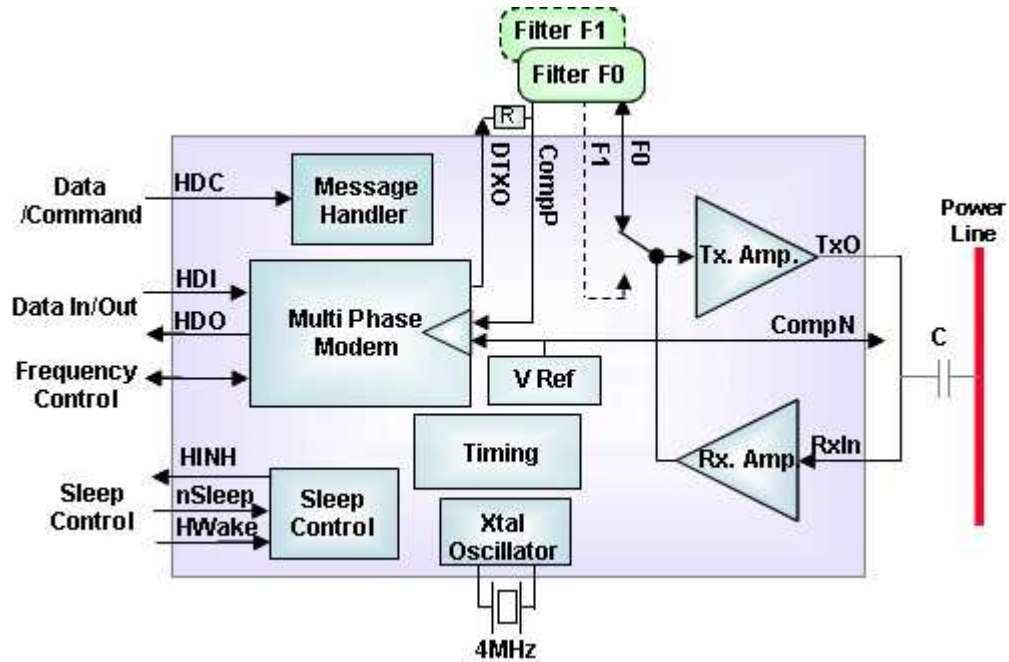 Filter F1
Filter F0
R
DTXO
CompP
F1
F0
Data
/Command
HDC
Message
Handler
Tx. Amp.
TxO
Power
Line
Data In/Out
HDI
HDO
Multi Phase
Modem
CompN
C
V Ref
Frequency
Control
Timing
Rx. Amp.
RxIn
HINH
Sleep
Control
nSleep
HWake
Sleep
Control
Xtal
Oscillator
4MHz